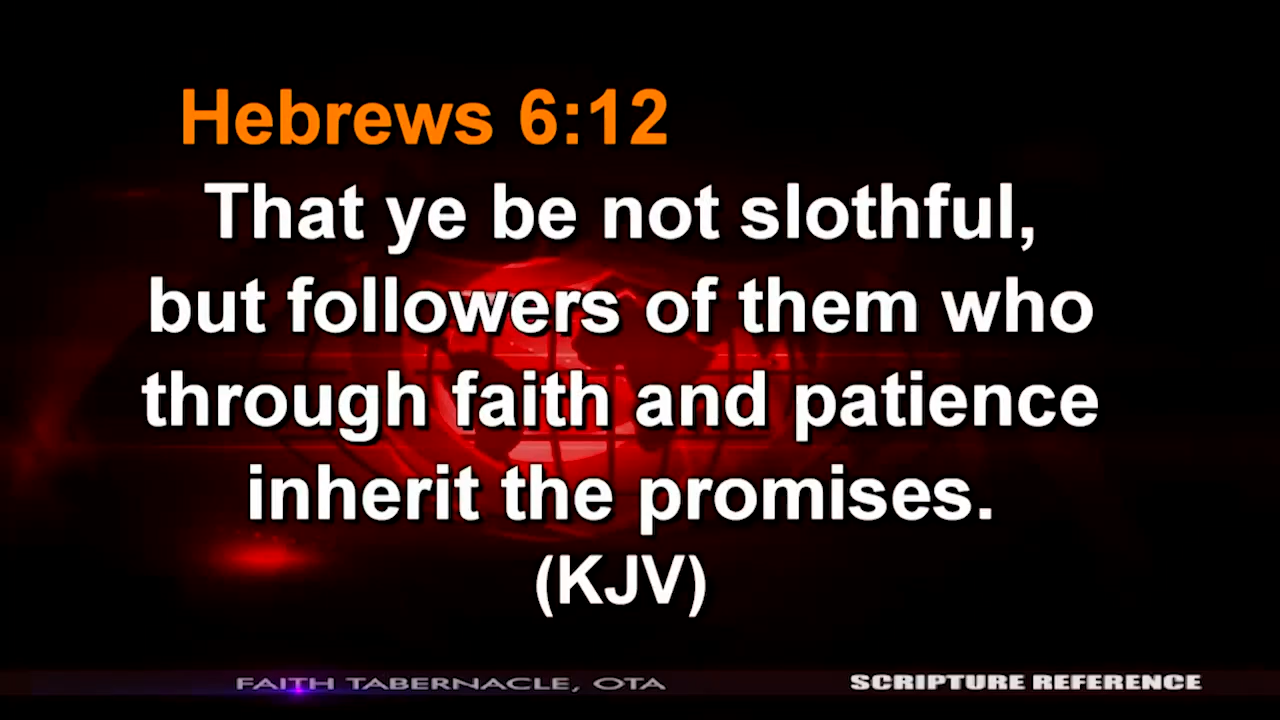 Hebrews 6:12
That ye be not slothful,
but followers of them who
through faith and patience
inherit the promises.
(KJV)
FAITH TABERNACLE, OTA
SCRIPTURE REFERENCE